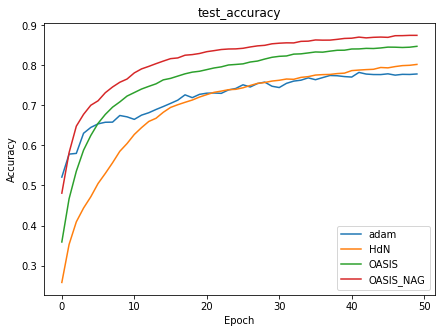 test_accuracy
0.9
0.8
0.7
0.6
0.5
0.4
0.3
Accuracy
adam
HdN
OASIS
OASIS_NAG
0 10 20 30 40 50
Epoch